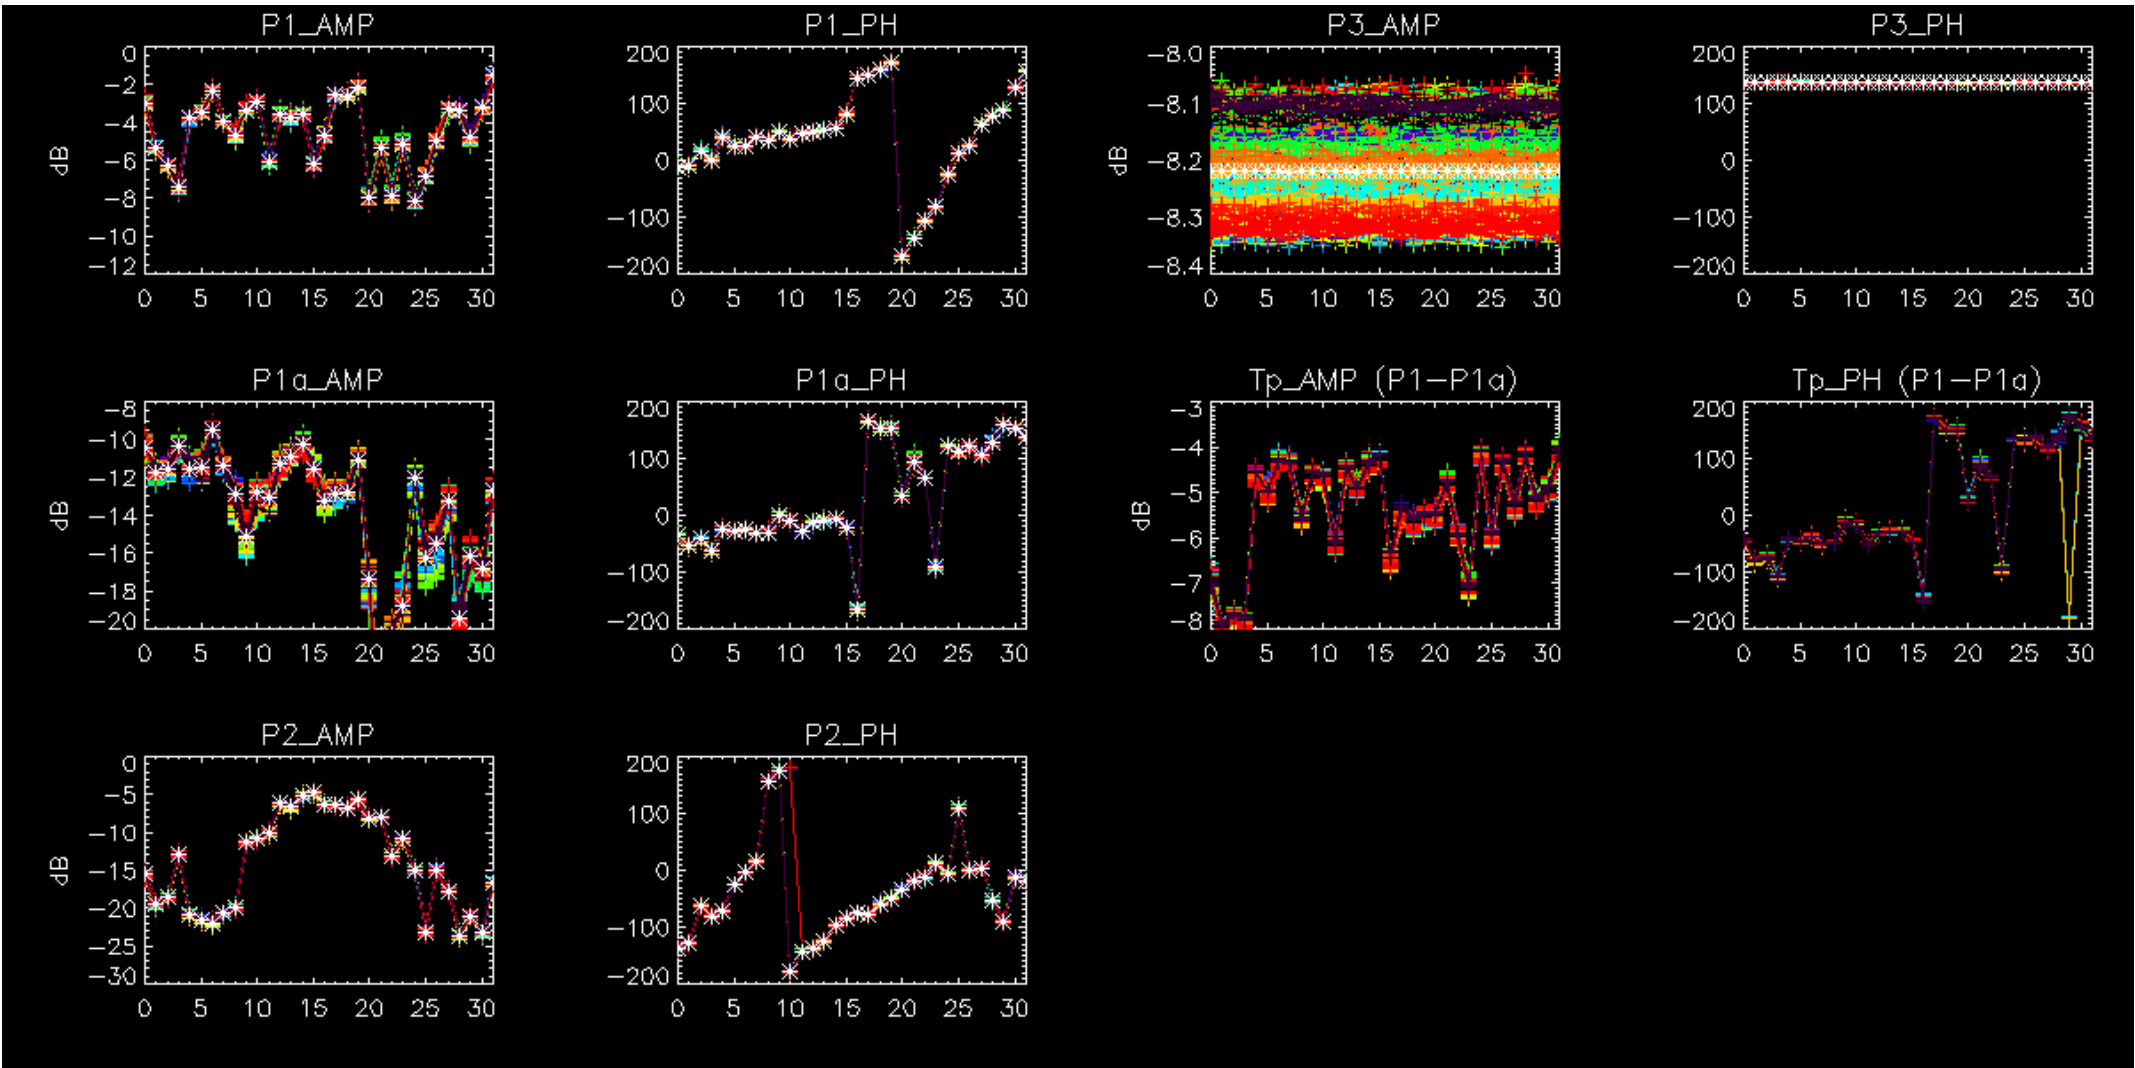 P1_AMP
P1_PH
P3_AMP
P3_PH
0 −2 −4 −6 −8 −10 −12
dB
0 5 10 15 20 25 30
200 100 0 −100 −200
0 5 10 15 20 25 30
−8.0 −8.1 −8.2 −8.3 −8.4
dB
0 5 10 15 20 25 30
200 100 0 −100 −200
0 5 10 15 20 25 30
P1a_AMP
P1a_PH
Tp_AMP (P1−P1a)
Tp_PH (P1−P1a)
−8 −10 −12 −14 −16 −18 −20
dB
0 5 10 15 20 25 30
200 100 0 −100 −200
0 5 10 15 20 25 30
−3 −4 −5 −6 −7 −8
dB
0 5 10 15 20 25 30
200 100 0 −100 −200
0 5 10 15 20 25 30
P2_AMP
P2_PH
0 −5 −10 −15 −20 −25 −30
dB
0 5 10 15 20 25 30
200 100 0 −100 −200
0 5 10 15 20 25 30